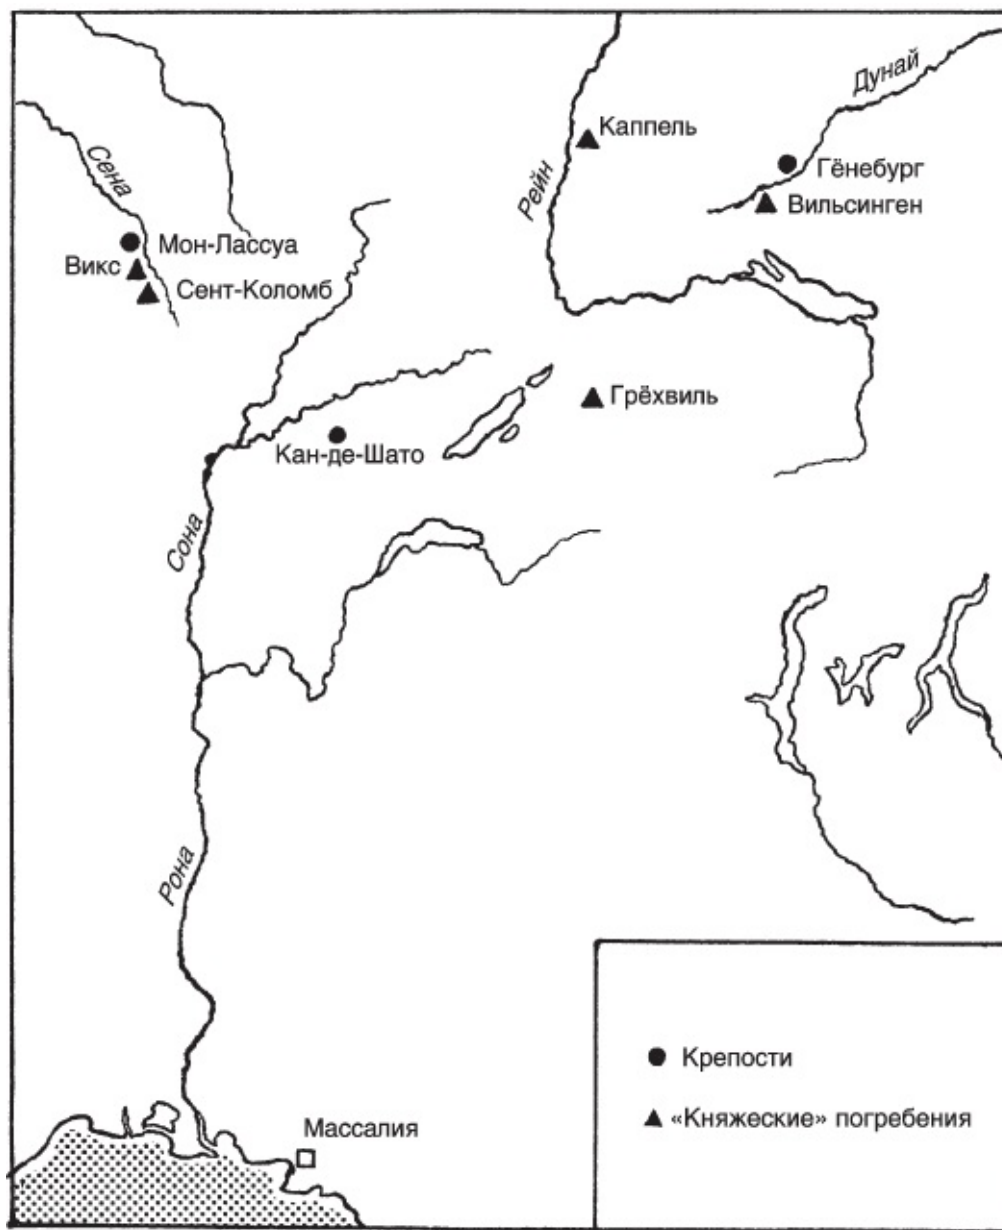 Дунай
Каппель
Сена
Рейн
Гёнебург
Вильсинген
Мон-Лассуа
Викс
Сент-Коломб
Грёхвиль
Кан-де-Шато
Сона
Рона
Массалия
Крепости
«Княжеские» погребения